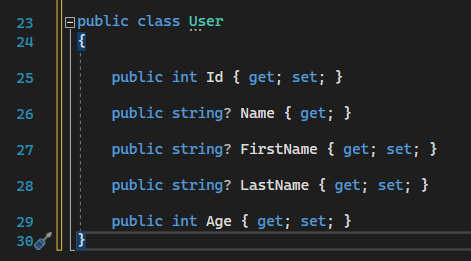 23 public class User
24 {
25 public int Id { get; set; }
26 public string? Name { get; }
27 public string? FirstName { get; set; }
28 public string? LastName { get; set; }
29 public int Age { get; set; }
30 }